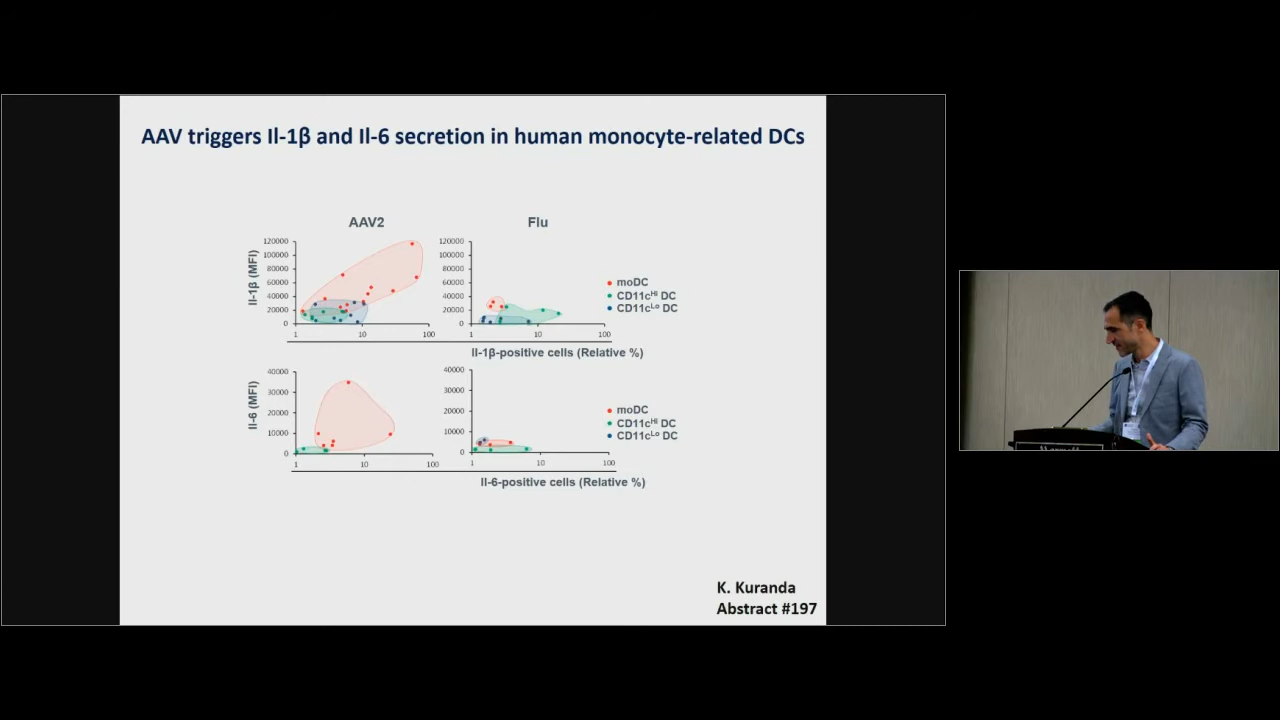 AAV triggers Il-1β and Il-6 secretion in human monocyte-related DCs
AAV2
Flu
Il-1β (MFI)
120000
100000
80000
60000
40000
20000
0
1
10
100
120000
100000
80000
60000
40000
20000
0
1
10
100
moDC
CD11cHi DC
CD11cLo DC
Il-1β-positive cells (Relative %)
Il-6 (MFI)
40000
30000
20000
10000
0
1
10
100
40000
30000
20000
10000
0
1
10
100
moDC
CD11cHi DC
CD11cLo DC
Il-6-positive cells (Relative %)
K. Kuranda
Abstract #197